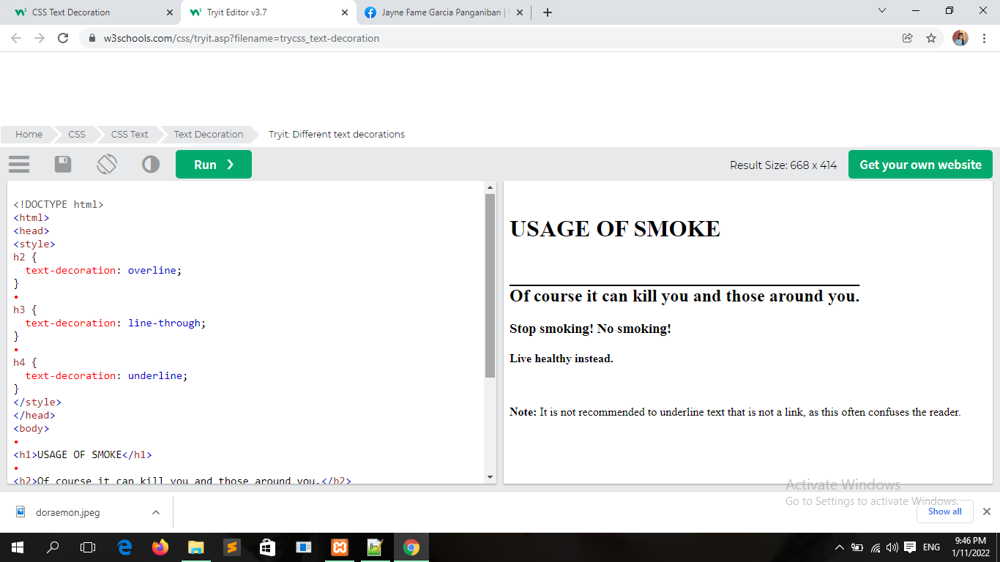 CSS Text Decoration
Tryit Editor v3.7
Jayne Fame Garcia Panganiban |
w3schools.com/css/tryit.asp?filename=trycss_text-decoration
Home CSS CSS Text Text Decoration Tryit: Different text decorations
Run ❯
Result Size: 668 x 414
Get your own website
<!DOCTYPE html>
<html>
<head>
<style>
h2 {
  text-decoration: overline;
}
•
h3 {
  text-decoration: line-through;
}
•
h4 {
  text-decoration: underline;
}
</style>
</head>
<body>
•
<h1>USAGE OF SMOKE</h1>
•
<h2>Of course it can kill you and those around you.</h2>
USAGE OF SMOKE
Of course it can kill you and those around you.
Stop smoking! No smoking!
Live healthy instead.
Note: It is not recommended to underline text that is not a link, as this often confuses the reader.
Activate Windows
Go to Settings to activate Windows.
doraemon.jpeg
Show all
ENG
9:46 PM
1/11/2022